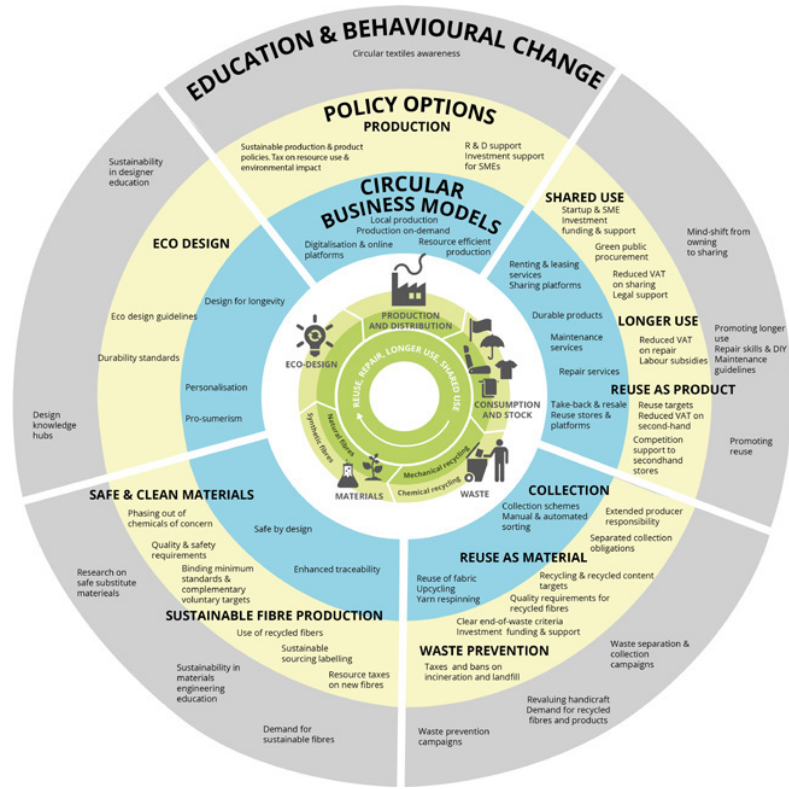 EDUCATION & BEHAVIOURAL CHANGE
Circular textiles awareness
POLICY OPTIONS
PRODUCTION
Sustainable production & product
policies. Tax on resource use &
environmental impact
R & D support
Investment support
for SMEs
CIRCULAR
BUSINESS MODELS
Local production
Production on-demand
Digitalisation & online
platforms
Resource efficient
production
SHARED USE
Startup & SME
Investment
funding & support
Green public
procurement
Reduced VAT
on sharing
Legal support
Mind-shift from
owning
to sharing
Renting & leasing
services
Sharing platforms
Durable products
LONGER USE
Reduced VAT
on repair
Labour subsidies
Promoting longer
use
Repair skills & DIY
Maintenance
guidelines
Maintenance
services
Repair services
REUSE AS PRODUCT
Reuse targets
Reduced VAT on
second-hand
Competition
support to
secondhand
stores
Promoting
reuse
Take-back & resale
Reuse stores &
platforms
COLLECTION
Collection schemes
Manual & automated
sorting
Extended producer
responsibility
Separated collection
obligations
REUSE AS MATERIAL
Reuse of fabric
Upcycling
Yarn respinning
Recycling & recycled content
targets
Quality requirements for
recycled fibres
Clear end-of-waste criteria
Investment funding & support
WASTE PREVENTION
Taxes and bans on
incineration and landfill
Waste separation &
collection
campaigns
Revaluing handicraft
Demand for recycled
fibres and products
Waste prevention
campaigns
SAFE & CLEAN MATERIALS
Phasing out of
chemicals of concern
Quality & safety
requirements
Binding minimum
standards &
complementary
voluntary targets
Safe by design
Enhanced traceability
Research on
safe substitute
matereials
SUSTAINABLE FIBRE PRODUCTION
Use of recycled fibers
Sustainable
sourcing labelling
Resource taxes
on new fibres
Sustainability in
materials
engineering
education
Demand for
sustainable fibres
Sustainability
in designer
education
ECO DESIGN
Eco design guidelines
Durability standards
Design for longevity
Personalisation
Pro-sumerism
Design
knowledge
hubs
PRODUCTION
AND DISTRIBUTION
ECO-DESIGN
CONSUMPTION
AND STOCK
WASTE
MATERIALS
REUSE, REPAIR, LONGER USE, SHARED USE
Natural fibres
Synthetic fibres
Mechanical recycling
Chemical recycling